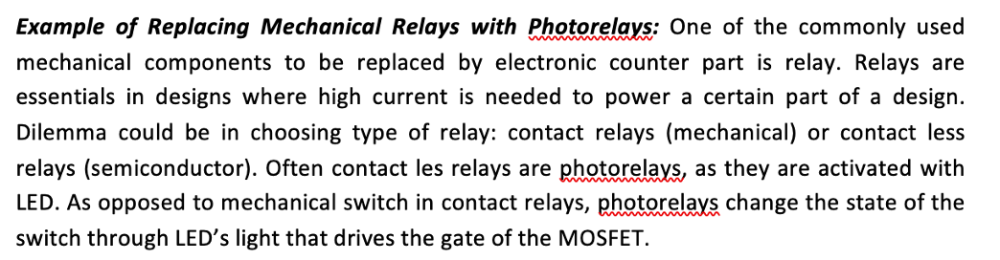 Example of Replacing Mechanical Relays with Photorelays: One of the commonly used
mechanical components to be replaced by electronic counter part is relay. Relays are
essentials in designs where high current is needed to power a certain part of a design.
Dilemma could be in choosing type of relay: contact relays (mechanical) or contact less
relays (semiconductor). Often contact les relays are photorelays, as they are activated with
LED. As opposed to mechanical switch in contact relays, photorelays change the state of the
switch through LED’s light that drives the gate of the MOSFET.